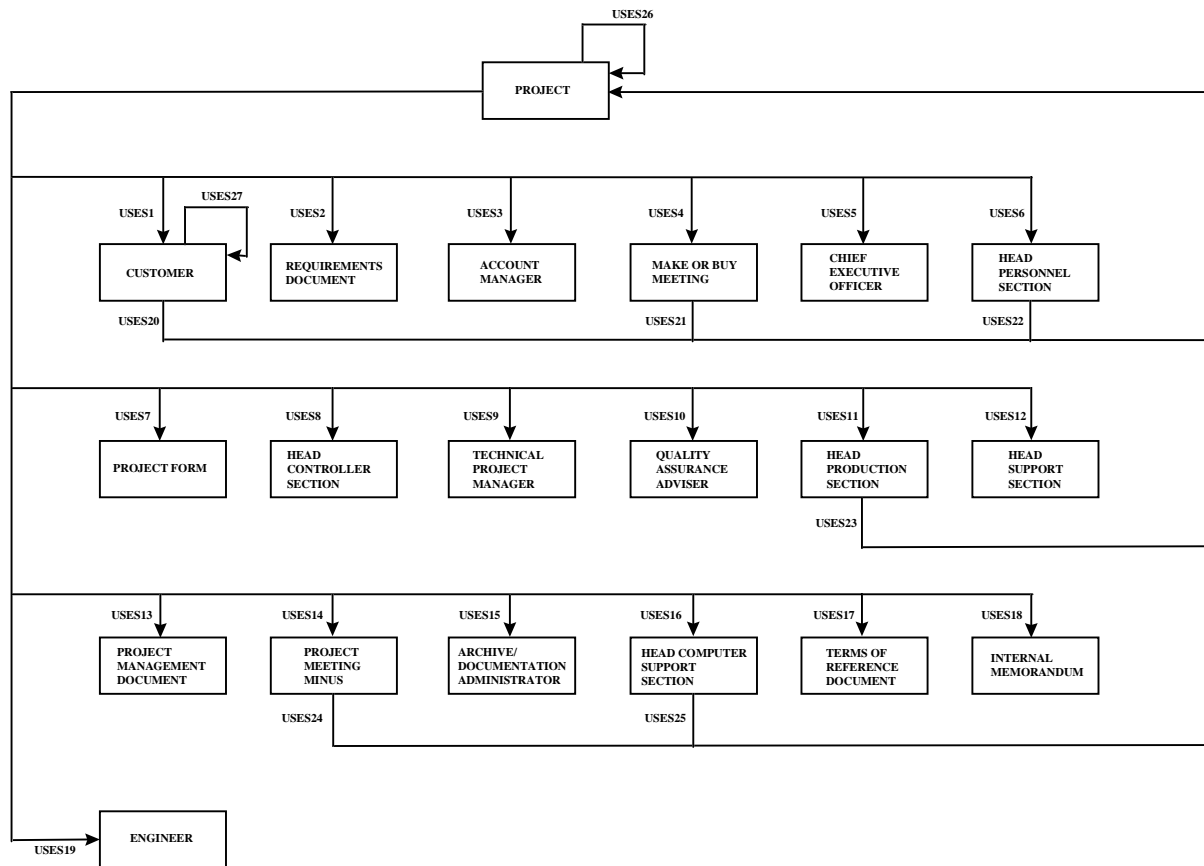 USES26
PROJECT
USES27
USES1
USES2
USES3
USES4
USES5
USES6
CUSTOMER
REQUIREMENTS
DOCUMENT
ACCOUNT
MANAGER
MAKE OR BUY
MEETING
CHIEF
EXECUTIVE
OFFICER
HEAD
PERSONNEL
SECTION
USES20
USES21
USES22
USES7
USES8
USES9
USES10
USES11
USES12
PROJECT FORM
HEAD
CONTROLLER
SECTION
TECHNICAL
PROJECT
MANAGER
QUALITY
ASSURANCE
ADVISER
HEAD
PRODUCTION
SECTION
HEAD
SUPPORT
SECTION
USES23
USES13
USES14
USES15
USES16
USES17
USES18
PROJECT
MANAGEMENT
DOCUMENT
PROJECT
MEETING
MINUS
ARCHIVE/
DOCUMENTATION
ADMINISTRATOR
HEAD COMPUTER
SUPPORT
SECTION
TERMS OF
REFERENCE
DOCUMENT
INTERNAL
MEMORANDUM
USES24
USES25
ENGINEER
USES19